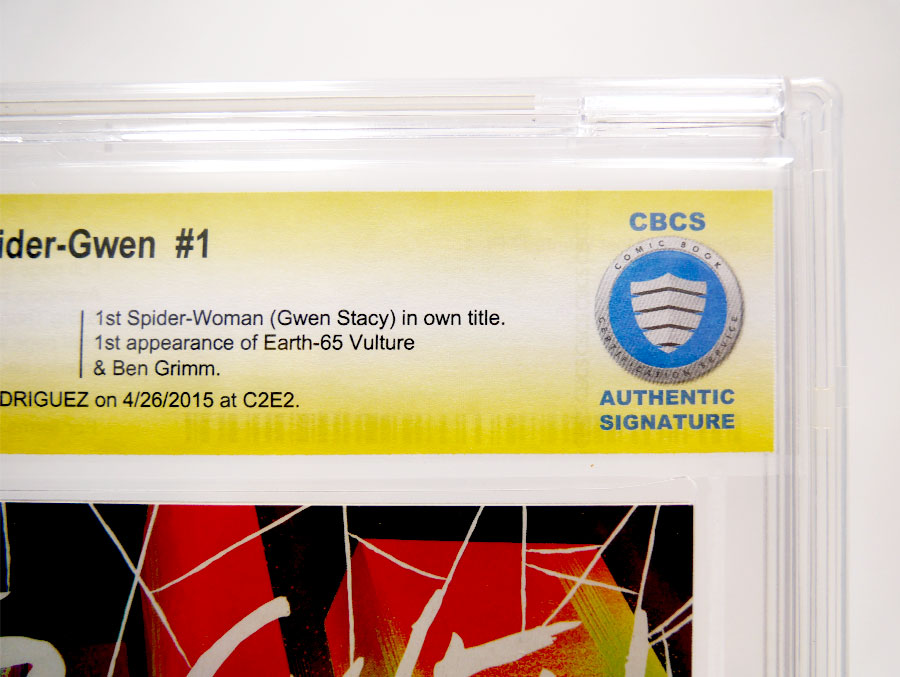 ider-Gwen #1
1st Spider-Woman (Gwen Stacy) in own title.
1st appearance of Earth-65 Vulture
& Ben Grimm.
DRIGUEZ on 4/26/2015 at C2E2.
CBCS
COMIC BOOK
CERTIFICATION SERVICE
AUTHENTIC
SIGNATURE